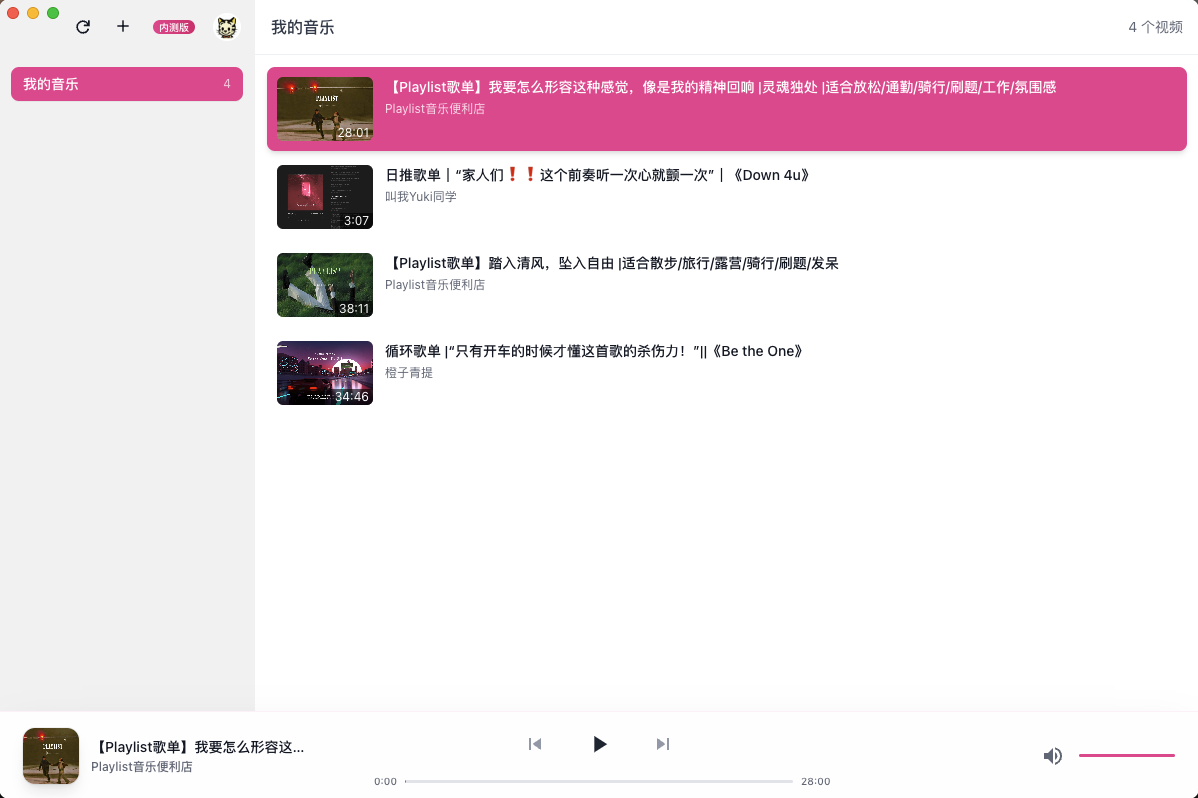 内测版
我的音乐
4 个视频
我的音乐 4
【Playlist歌单】我要怎么形容这种感觉，像是我的精神回响 |灵魂独处 |适合放松/通勤/骑行/刷题/工作/氛围感
Playlist音乐便利店
PLAYLIST
28:01
日推歌单｜“家人们❗❗这个前奏听一次心就颤一次”｜《Down 4u》
叫我Yuki同学
3:07
【Playlist歌单】踏入清风，坠入自由 |适合散步/旅行/露营/骑行/刷题/发呆
Playlist音乐便利店
PLAYLIST
38:11
循环歌单 |“只有开车的时候才懂这首歌的杀伤力！”||《Be the One》
橙子青提
34:46
【Playlist歌单】我要怎么形容这...
Playlist音乐便利店
PLAYLIST
0:00
28:00